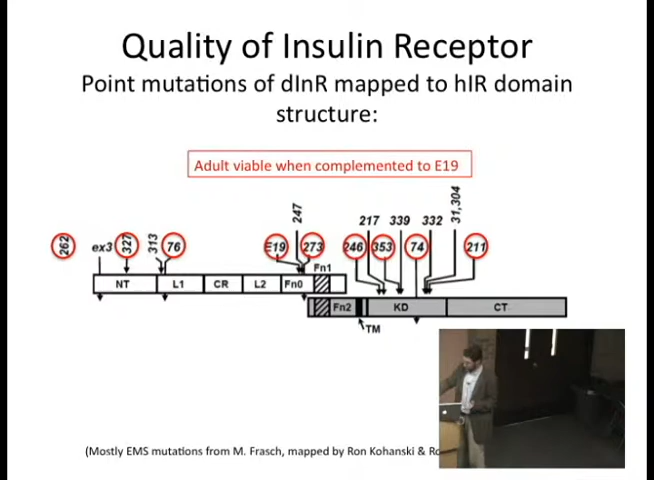 Quality of Insulin Receptor
Point mutations of dInR mapped to hIR domain
structure:
Adult viable when complemented to E19
262 ex3 327 313 76 E19 247 273 246 217 353 339 74 332 31,304 211
Fn1
NT L1 CR L2 Fn0
Fn2 KD CT
TM
(Mostly EMS mutations from M. Frasch, mapped by Ron Kohanski &